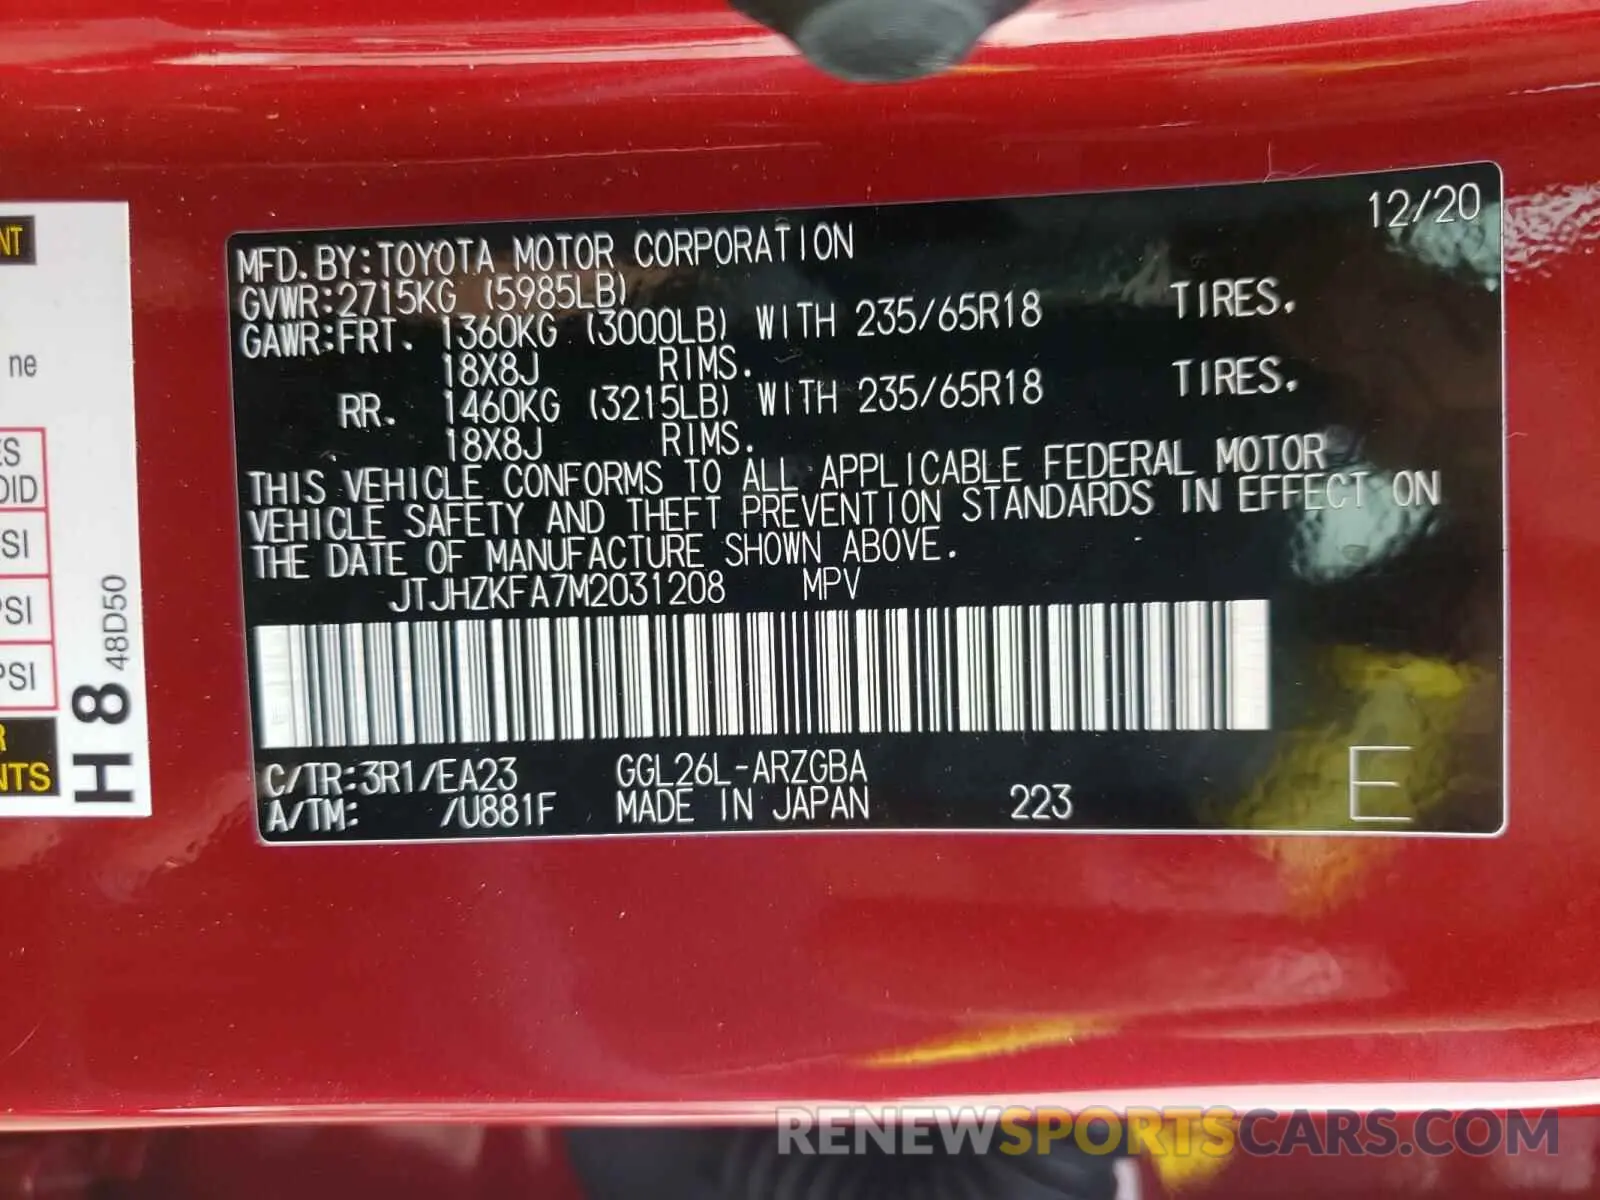 12/20
MFD. BY:TOYOTA MOTOR CORPORATION
GVWR:2715KG (5985LB)
GAWR:FRT. 1360KG (3000LB) WITH 235/65R18 TIRES.
18X8J RIMS.
RR. 1460KG (3215LB) WITH 235/65R18 TIRES.
18X8J RIMS.
THIS VEHICLE CONFORMS TO ALL APPLICABLE FEDERAL MOTOR
VEHICLE SAFETY AND THEFT PREVENTION STANDARDS IN EFFECT ON
THE DATE OF MANUFACTURE SHOWN ABOVE.
JTJHZKFA7M2031208 MPV
C/TR:3R1/EA23 GGL26L-ARZGBA
A/TM: /U881F MADE IN JAPAN 223 E
NT
ne
ES
OID
SI
PSI
PSI
R
NTS
H 8 48D50
RENEWSPORTSCARS.COM